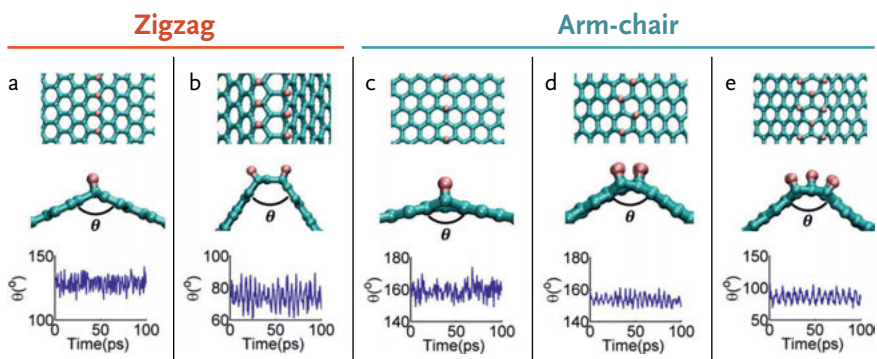 Zigzag
Arm-chair
a
b
c
d
e
θ
θ
θ
θ
θ
150
100
θ(°)
0 50 100
Time(ps)
100
80
60
θ(°)
0 50 100
Time(ps)
180
160
140
θ(°)
0 50 100
Time(ps)
180
160
140
θ(°)
0 50 100
Time(ps)
150
100
50
θ(°)
0 50 100
Time(ps)